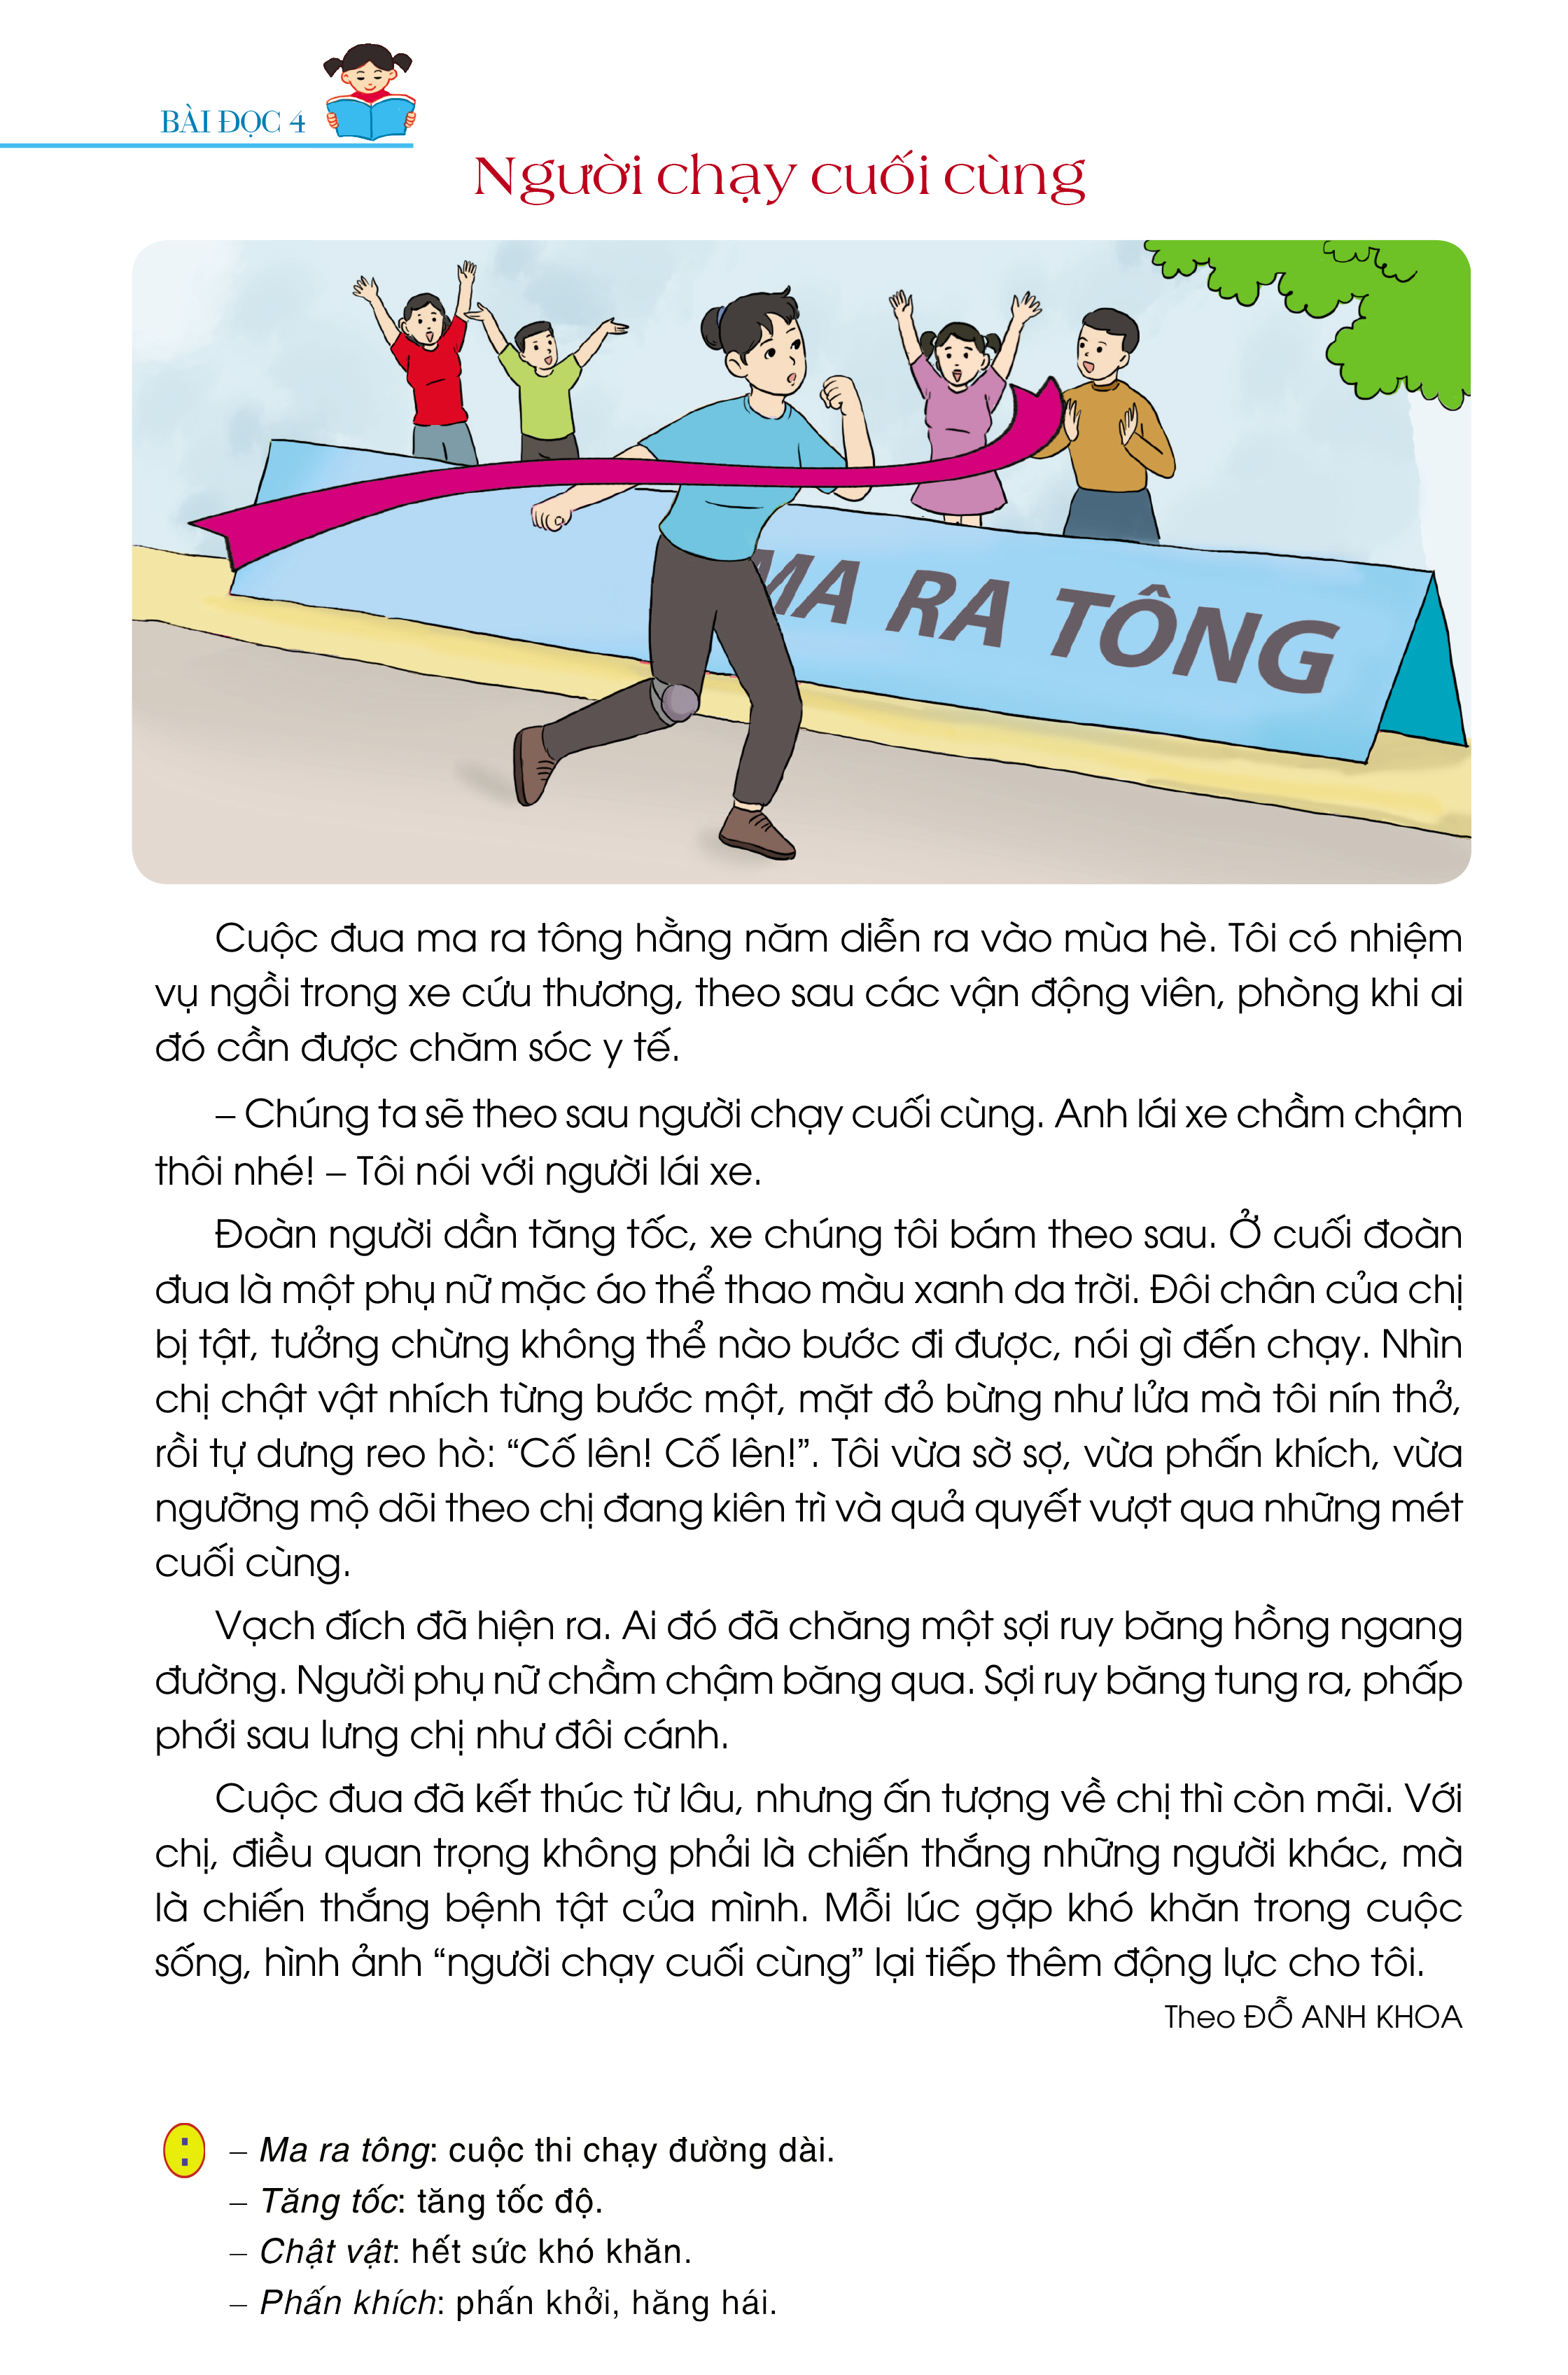 BÀI ĐỌC 4
Người chạy cuối cùng
MA RA TÔNG
Cuộc đua ma ra tông hằng năm diễn ra vào mùa hè. Tôi có nhiệm
vụ ngồi trong xe cứu thương, theo sau các vận động viên, phòng khi ai
đó cần được chăm sóc y tế.
– Chúng ta sẽ theo sau người chạy cuối cùng. Anh lái xe chầm chậm
thôi nhé! – Tôi nói với người lái xe.
Đoàn người dần tăng tốc, xe chúng tôi bám theo sau. Ở cuối đoàn
đua là một phụ nữ mặc áo thể thao màu xanh da trời. Đôi chân của chị
bị tật, tưởng chừng không thể nào bước đi được, nói gì đến chạy. Nhìn
chị chật vật nhích từng bước một, mặt đỏ bừng như lửa mà tôi nín thở,
rồi tự dưng reo hò: “Cố lên! Cố lên!”. Tôi vừa sờ sợ, vừa phấn khích, vừa
ngưỡng mộ dõi theo chị đang kiên trì và quả quyết vượt qua những mét
cuối cùng.
Vạch đích đã hiện ra. Ai đó đã chăng một sợi ruy băng hồng ngang
đường. Người phụ nữ chầm chậm băng qua. Sợi ruy băng tung ra, phấp
phới sau lưng chị như đôi cánh.
Cuộc đua đã kết thúc từ lâu, nhưng ấn tượng về chị thì còn mãi. Với
chị, điều quan trọng không phải là chiến thắng những người khác, mà
là chiến thắng bệnh tật của mình. Mỗi lúc gặp khó khăn trong cuộc
sống, hình ảnh “người chạy cuối cùng” lại tiếp thêm động lực cho tôi.
Theo ĐỖ ANH KHOA
– Ma ra tông: cuộc thi chạy đường dài.
– Tăng tốc: tăng tốc độ.
– Chật vật: hết sức khó khăn.
– Phấn khích: phấn khởi, hăng hái.